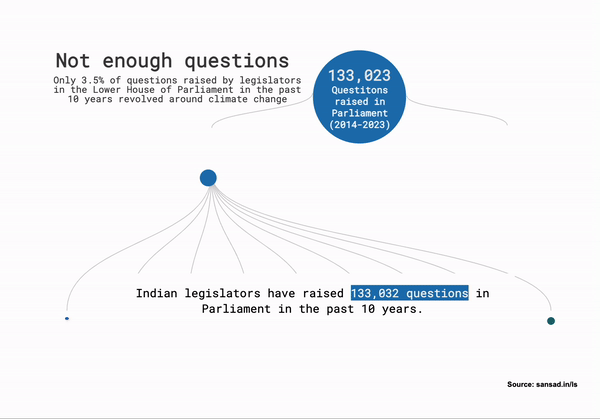 Not enough questions
Only 3.5% of questions raised by legislators
in the Lower House of Parliament in the past
10 years revolved around climate change
133,023
Questitons
raised in
Parliament
(2014-2023)
Indian legislators have raised 133,032 questions in
Parliament in the past 10 years.
Source: sansad.in/ls